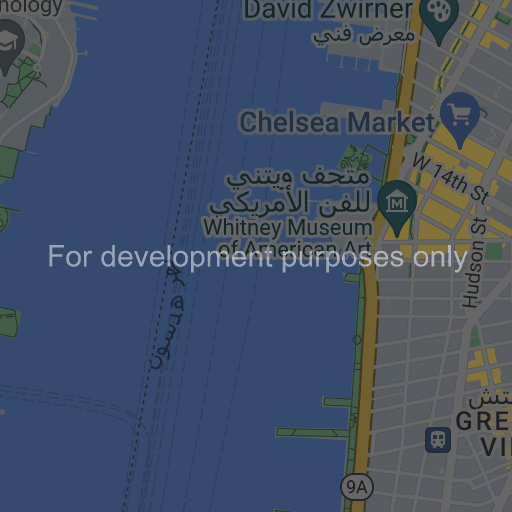 nology
David Zwirner
معرض فني
Chelsea Market
W 14th St
متحف ويتني
للفن الأمريكي
Whitney Museum
of American Art
For development purposes only
Hudson St
نهر هدسون
GRE
VI
9A